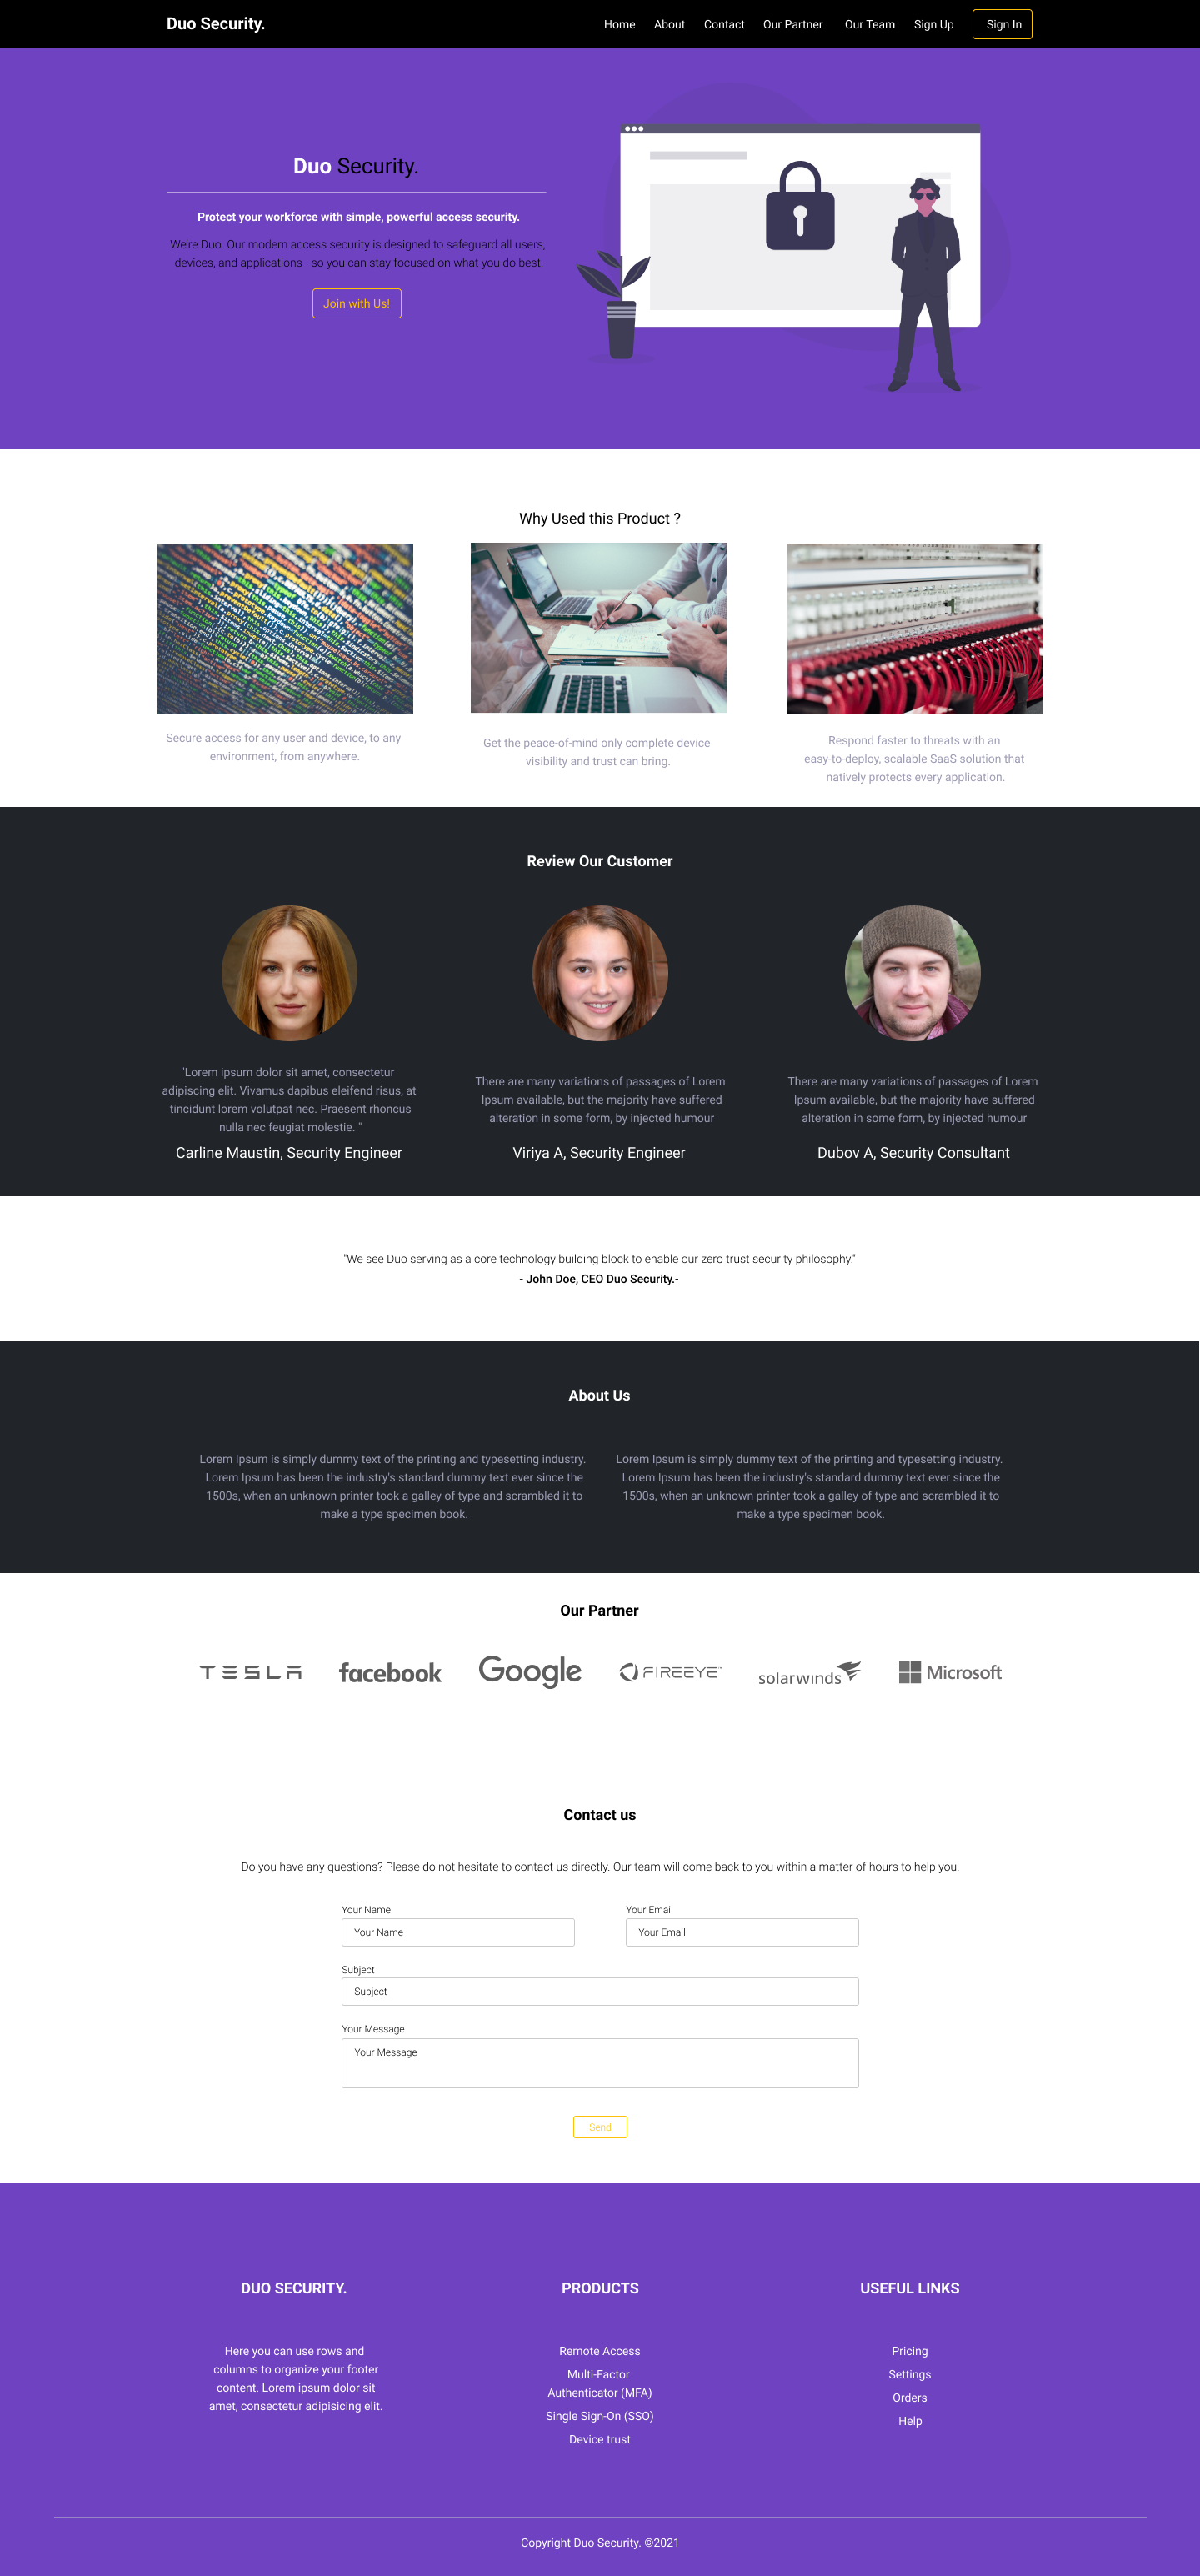 Duo Security.
Home About Contact Our Partner Our Team Sign Up Sign In
Duo Security.
Protect your workforce with simple, powerful access security.
We're Duo. Our modern access security is designed to safeguard all users,
devices, and applications - so you can stay focused on what you do best.
Join with Us!
Why Used this Product ?
Secure access for any user and device, to any
environment, from anywhere.
Get the peace-of-mind only complete device
visibility and trust can bring.
Respond faster to threats with an
easy-to-deploy, scalable SaaS solution that
natively protects every application.
Review Our Customer
"Lorem ipsum dolor sit amet, consectetur
adipiscing elit. Vivamus dapibus eleifend risus, at
tincidunt lorem volutpat nec. Praesent rhoncus
nulla nec feugiat molestie. "
Carline Maustin, Security Engineer
There are many variations of passages of Lorem
Ipsum available, but the majority have suffered
alteration in some form, by injected humour
Viriya A, Security Engineer
There are many variations of passages of Lorem
Ipsum available, but the majority have suffered
alteration in some form, by injected humour
Dubov A, Security Consultant
"We see Duo serving as a core technology building block to enable our zero trust security philosophy."
- John Doe, CEO Duo Security.-
About Us
Lorem Ipsum is simply dummy text of the printing and typesetting industry.
Lorem Ipsum has been the industry's standard dummy text ever since the
1500s, when an unknown printer took a galley of type and scrambled it to
make a type specimen book.
Lorem Ipsum is simply dummy text of the printing and typesetting industry.
Lorem Ipsum has been the industry's standard dummy text ever since the
1500s, when an unknown printer took a galley of type and scrambled it to
make a type specimen book.
Our Partner
TESLA facebook Google FIREEYE solarwinds Microsoft
Contact us
Do you have any questions? Please do not hesitate to contact us directly. Our team will come back to you within a matter of hours to help you.
Your Name
Your Name
Your Email
Your Email
Subject
Subject
Your Message
Your Message
Send
DUO SECURITY.
Here you can use rows and
columns to organize your footer
content. Lorem ipsum dolor sit
amet, consectetur adipisicing elit.
PRODUCTS
Remote Access
Multi-Factor
Authenticator (MFA)
Single Sign-On (SSO)
Device trust
USEFUL LINKS
Pricing
Settings
Orders
Help
Copyright Duo Security. ©2021